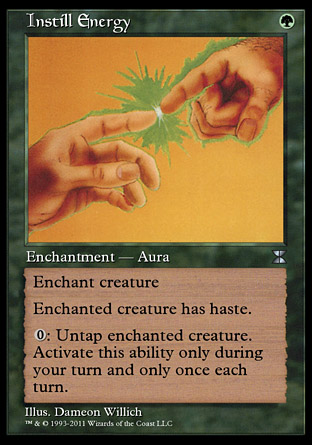 Instill Energy
Enchantment — Aura
Enchant creature
Enchanted creature has haste.
0: Untap enchanted creature.
Activate this ability only during
your turn and only once each
turn.
Illus. Dameon Willich
™ & © 1993-2011 Wizards of the Coast LLC